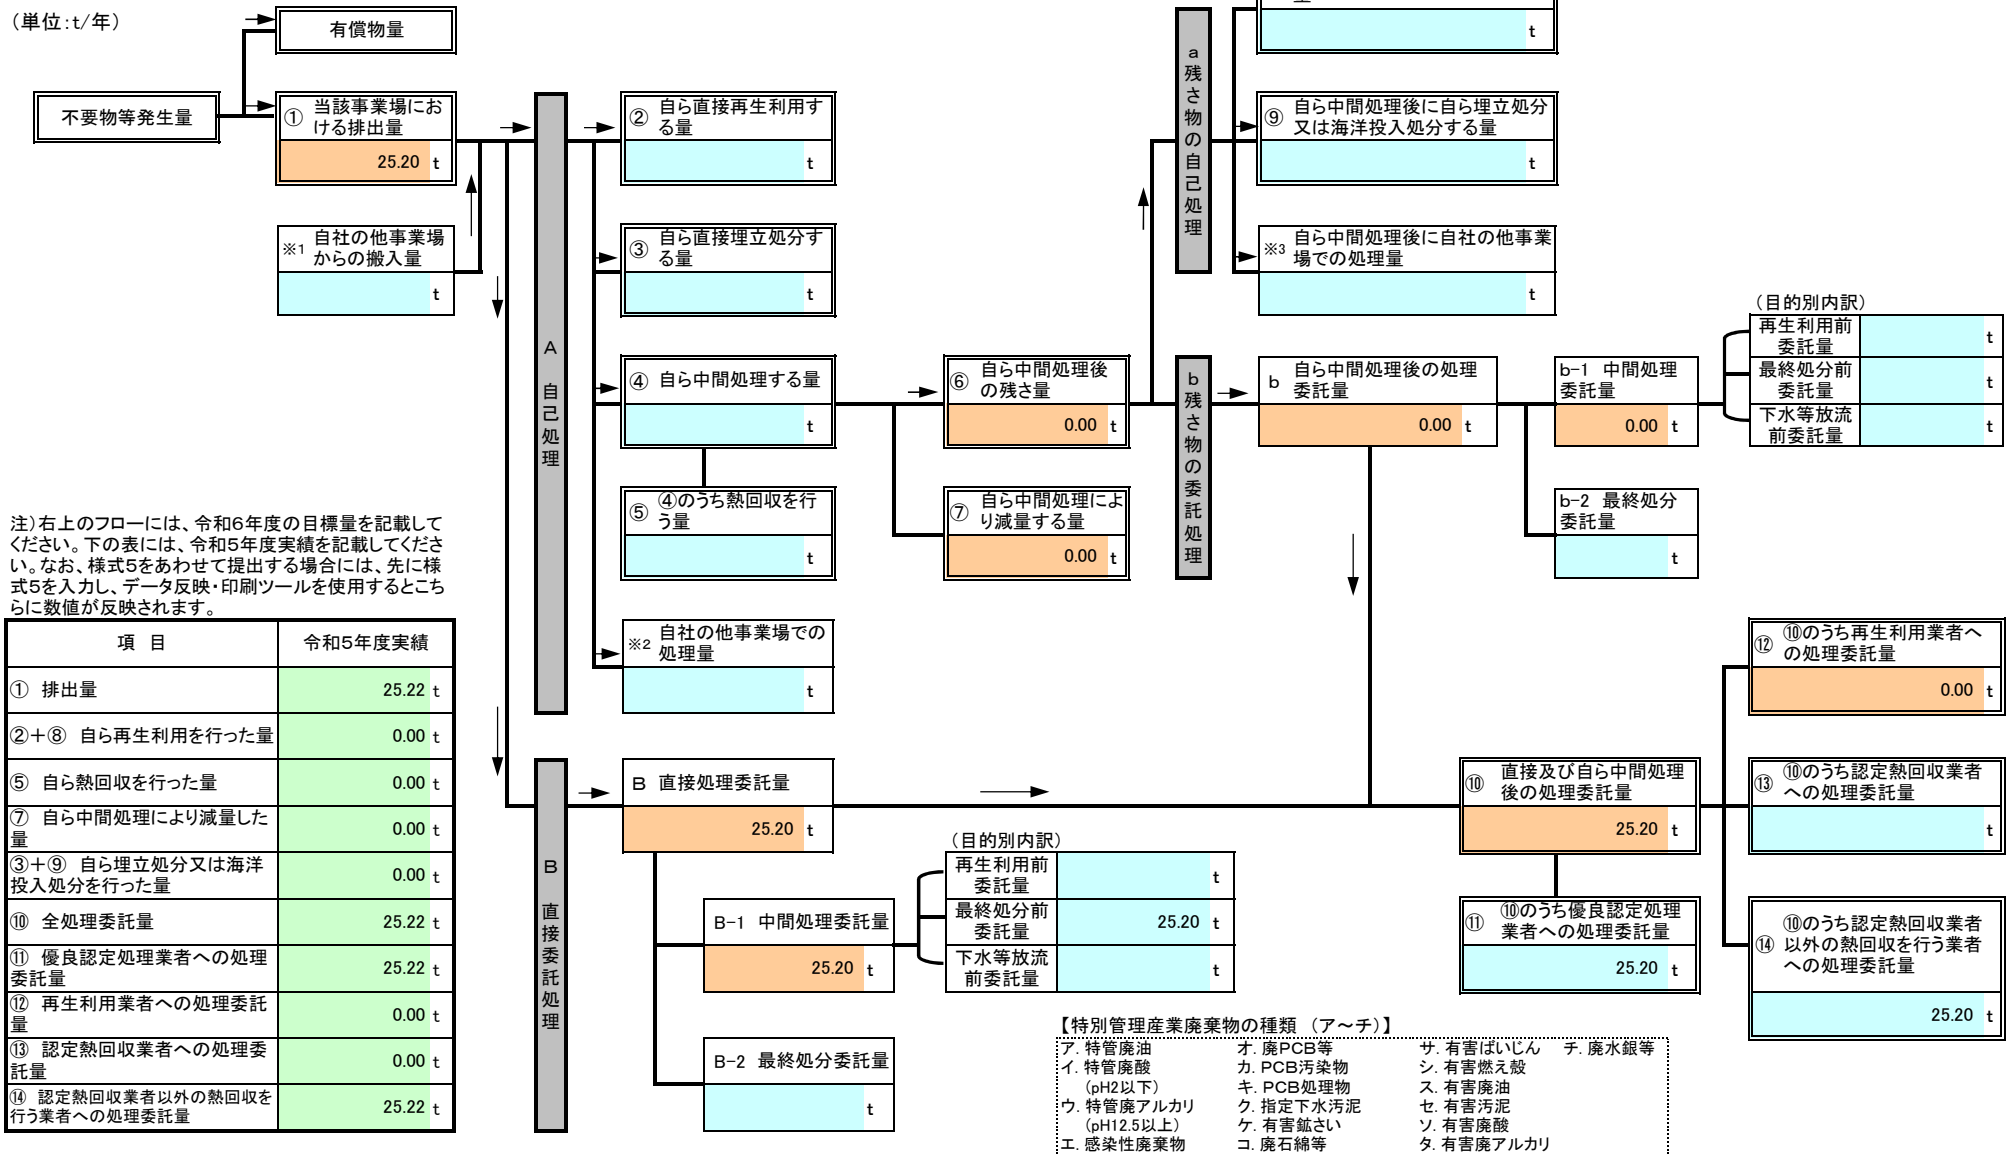 （単位：t/年）
有償物量
不要物等発生量
① 当該事業場にお
ける排出量
25.20 t
※1 自社の他事業場
からの搬入量
t
A 自己処理
② 自ら直接再生利用す
る量
t
③ 自ら直接埋立処分す
る量
t
④ 自ら中間処理する量
t
⑤ ④のうち熱回収を行
う量
t
※2 自社の他事業場での
処理量
t
⑥ 自ら中間処理後
の残さ量
0.00 t
⑦ 自ら中間処理によ
り減量する量
0.00 t
a 残さ物の自己処理
t
⑨ 自ら中間処理後に自ら埋立処分
又は海洋投入処分する量
t
※3 自ら中間処理後に自社の他事業
場での処理量
t
b 残さ物の委託処理
b 自ら中間処理後の処理
委託量
0.00 t
b-1 中間処理
委託量
0.00 t
b-2 最終処分
委託量
t
（目的別内訳）
再生利用前
委託量
t
最終処分前
委託量
t
下水等放流
前委託量
t
注）右上のフローには、令和６年度の目標量を記載して
ください。下の表には、令和５年度実績を記載してくださ
い。なお、様式５をあわせて提出する場合には、先に様
式５を入力し、データ反映・印刷ツールを使用するとこち
らに数値が反映されます。
項 目 令和５年度実績
① 排出量 25.22 t
②＋⑧ 自ら再生利用を行った量 0.00 t
⑤ 自ら熱回収を行った量 0.00 t
⑦ 自ら中間処理により減量した
量 0.00 t
③＋⑨ 自ら埋立処分又は海洋
投入処分を行った量 0.00 t
⑩ 全処理委託量 25.22 t
⑪ 優良認定処理業者への処理
委託量 25.22 t
⑫ 再生利用業者への処理委託
量 0.00 t
⑬ 認定熱回収業者への処理委
託量 0.00 t
⑭ 認定熱回収業者以外の熱回収を
行う業者への処理委託量 25.22 t
B 直接委託処理
B 直接処理委託量
25.20 t
B-1 中間処理委託量
25.20 t
B-2 最終処分委託量
t
（目的別内訳）
再生利用前
委託量
t
最終処分前
委託量
25.20 t
下水等放流
前委託量
t
⑩ 直接及び自ら中間処理
後の処理委託量
25.20 t
⑪ ⑩のうち優良認定処理
業者への処理委託量
25.20 t
⑫ ⑩のうち再生利用業者へ
の処理委託量
0.00 t
⑬ ⑩のうち認定熱回収業者
への処理委託量
t
⑭ ⑩のうち認定熱回収業者
以外の熱回収を行う業者
への処理委託量
25.20 t
【特別管理産業廃棄物の種類 （ア～チ）】
ア. 特管廃油 オ. 廃PCB等 サ. 有害ばいじん チ. 廃水銀等
イ. 特管廃酸 カ. PCB汚染物 シ. 有害燃え殻
（pH2以下） キ. PCB処理物 ス. 有害廃油
ウ. 特管廃アルカリ ク. 指定下水汚泥 セ. 有害汚泥
（pH12.5以上） ケ. 有害鉱さい ソ. 有害廃酸
エ. 感染性廃棄物 コ. 廃石綿等 タ. 有害廃アルカリ